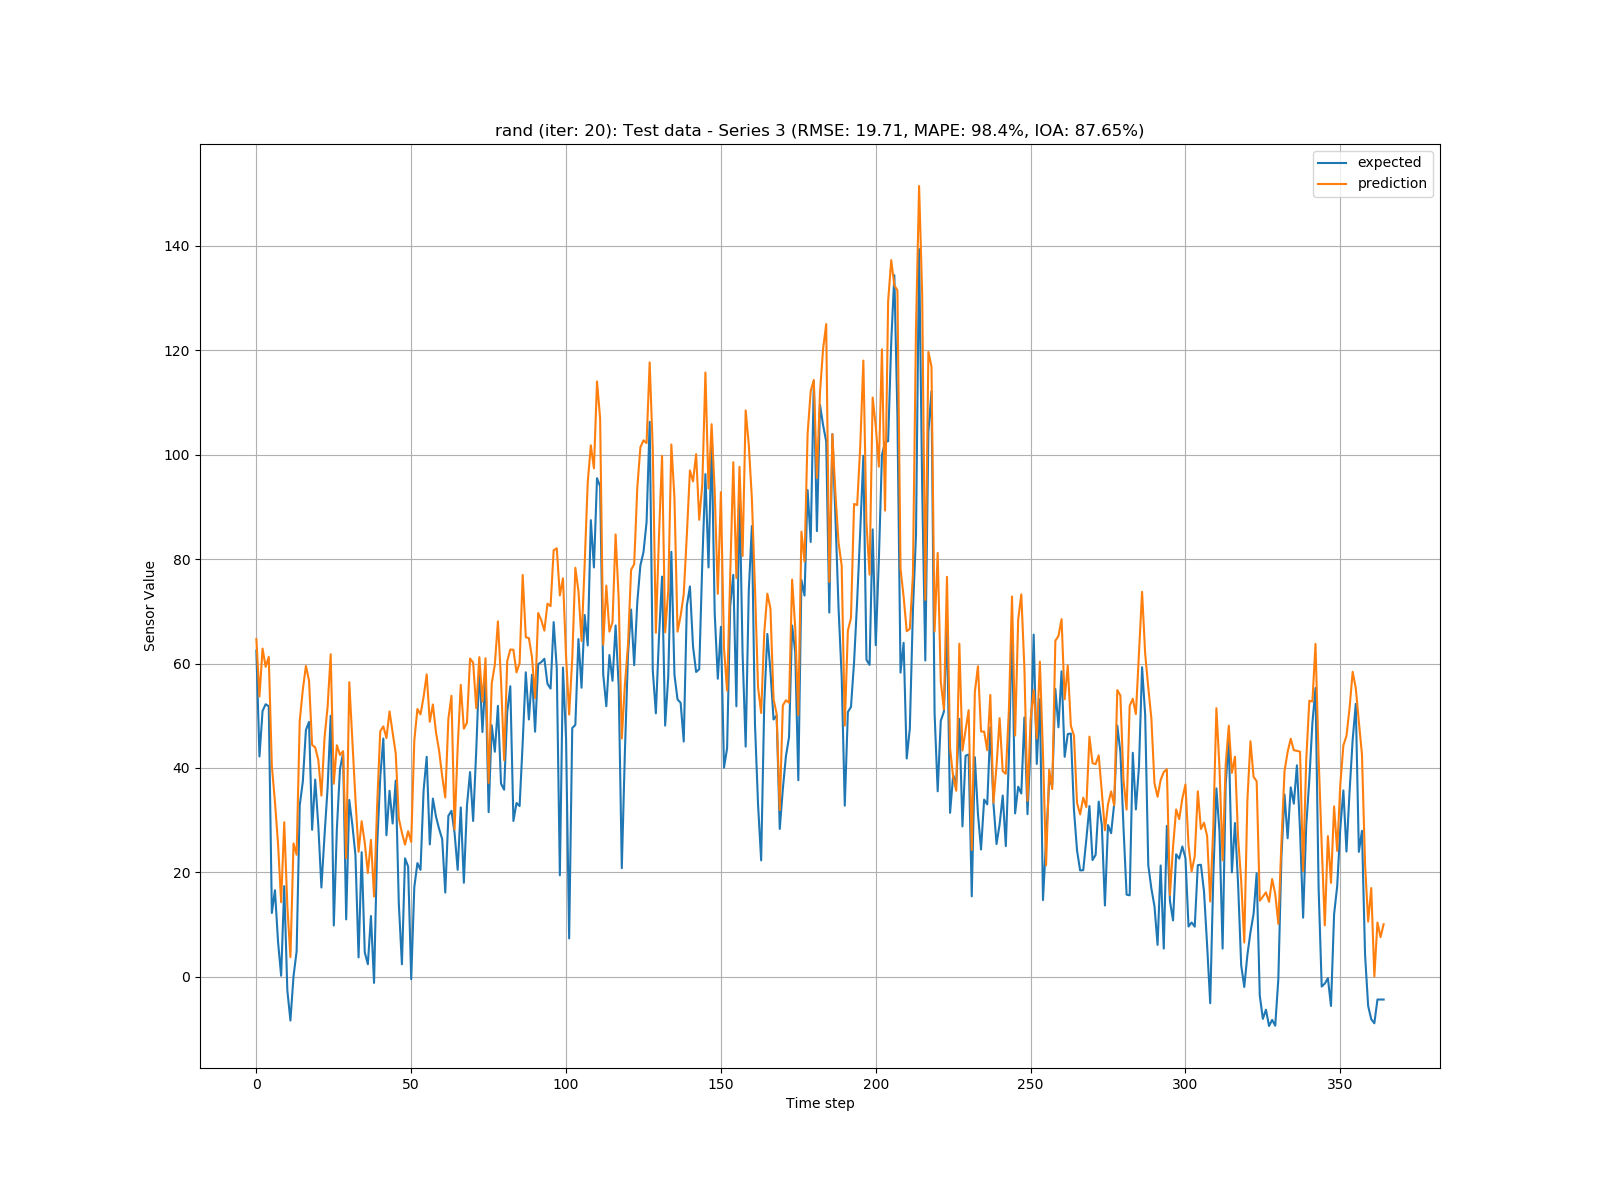 rand (iter: 20): Test data - Series 3 (RMSE: 19.71, MAPE: 98.4%, IOA: 87.65%)
expected
prediction
140
120
100
80
60
40
20
0
Sensor Value
0 50 100 150 200 250 300 350
Time step